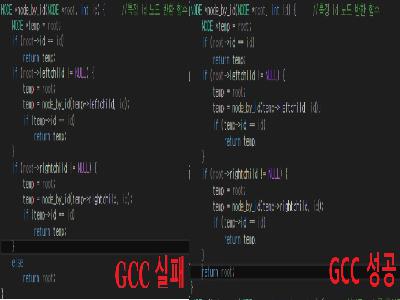 NODE *node_by_id(NODE *root, int id) { //특정 id 노드 반환 함수
NODE *temp = root;
if (root->id == id)
return temp;
if (root->leftchild != NULL) {
temp = root;
temp = node_by_id(temp->leftchild, id);
if (temp->id == id)
return temp;
}
if (root->rightchild != NULL) {
temp = root;
temp = node_by_id(temp->rightchild, id);
if (temp->id == id)
return temp;
}
else
return root;
}
GCC 실패
NODE *node_by_id(NODE *root, int id) { //특정 id 노드 반환 함수
NODE *temp = root;
if (root->id == id)
return temp;
if (root->leftchild != NULL) {
temp = root;
temp = node_by_id(temp->leftchild, id);
if (temp->id == id)
return temp;
}
if (root->rightchild != NULL) {
temp = root;
temp = node_by_id(temp->rightchild, id);
if (temp->id == id)
return temp;
}
return root;
}
GCC 성공